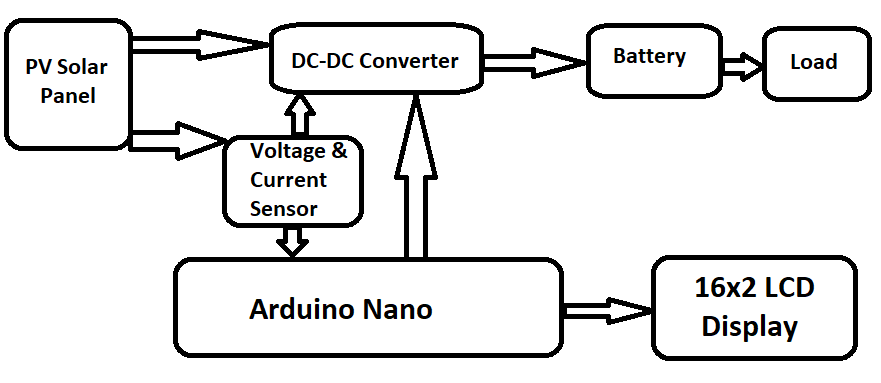 PV Solar
Panel
DC-DC Converter
Battery
Load
Voltage &
Current
Sensor
Arduino Nano
16x2 LCD
Display